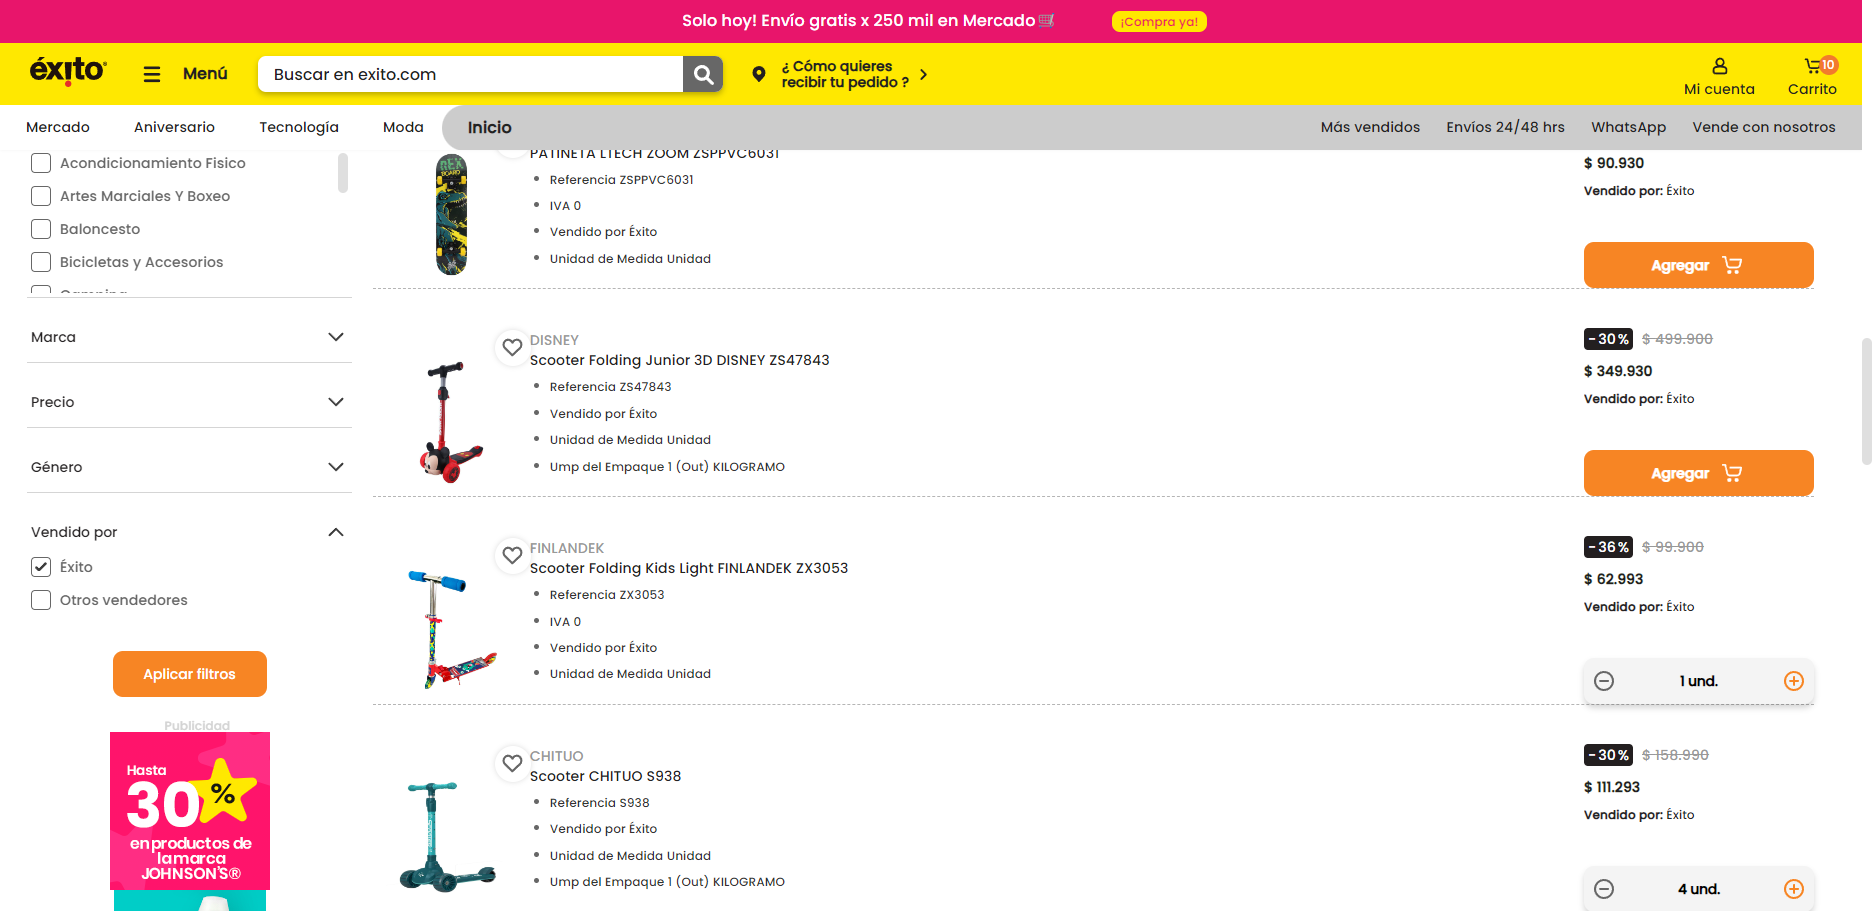 Solo hoy! Envío gratis x 250 mil en Mercado
¡Compra ya!
éxito
Menú
Buscar en exito.com
¿ Cómo quieres
recibir tu pedido ?
Mi cuenta
10
Carrito
Mercado
Aniversario
Tecnología
Moda
Inicio
Más vendidos
Envíos 24/48 hrs
WhatsApp
Vende con nosotros
Acondicionamiento Fisico
Artes Marciales Y Boxeo
Baloncesto
Bicicletas y Accesorios
Camping
Marca
Precio
Género
Vendido por
Éxito
Otros vendedores
Aplicar filtros
Publicidad
Hasta
30%
en productos de
la marca
JOHNSON'S®
PATINETA LTECH ZOOM ZSPPVC6031
Referencia ZSPPVC6031
IVA 0
Vendido por Éxito
Unidad de Medida Unidad
$ 90.930
Vendido por: Éxito
Agregar
DISNEY
Scooter Folding Junior 3D DISNEY ZS47843
Referencia ZS47843
Vendido por Éxito
Unidad de Medida Unidad
Ump del Empaque 1 (Out) KILOGRAMO
-30% $ 499.900
$ 349.930
Vendido por: Éxito
Agregar
FINLANDEK
Scooter Folding Kids Light FINLANDEK ZX3053
Referencia ZX3053
IVA 0
Vendido por Éxito
Unidad de Medida Unidad
-36% $ 99.900
$ 62.993
Vendido por: Éxito
1 und.
CHITUO
Scooter CHITUO S938
Referencia S938
Vendido por Éxito
Unidad de Medida Unidad
Ump del Empaque 1 (Out) KILOGRAMO
-30% $ 158.990
$ 111.293
Vendido por: Éxito
4 und.